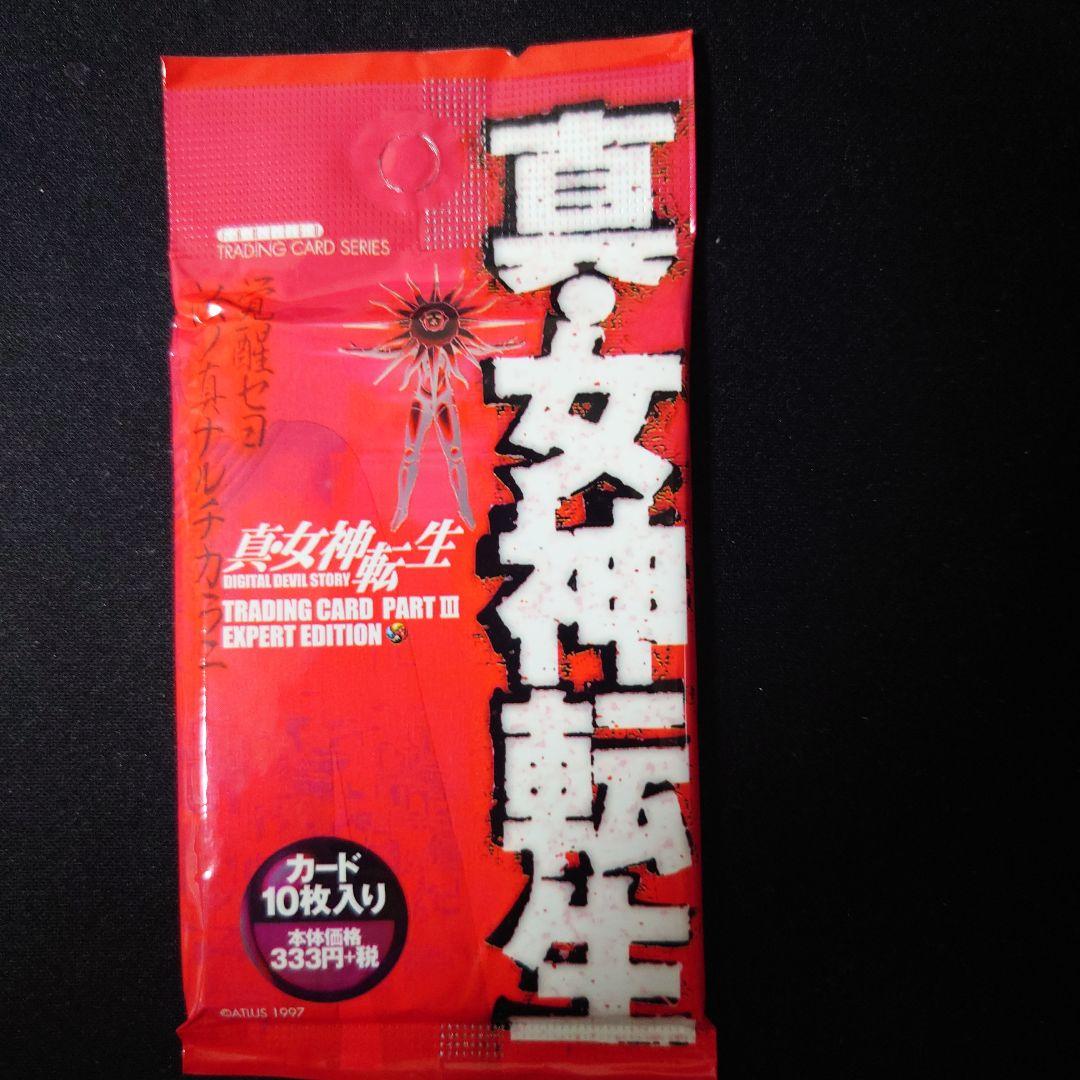 真・女神転生
TRADING CARD SERIES
覚醒セヨ
真ナルチカラニ
真・女神転生
DIGITAL DEVIL STORY
TRADING CARD PART III
EXPERT EDITION
カード
10枚入り
本体価格
333円+税
©ATLUS 1997